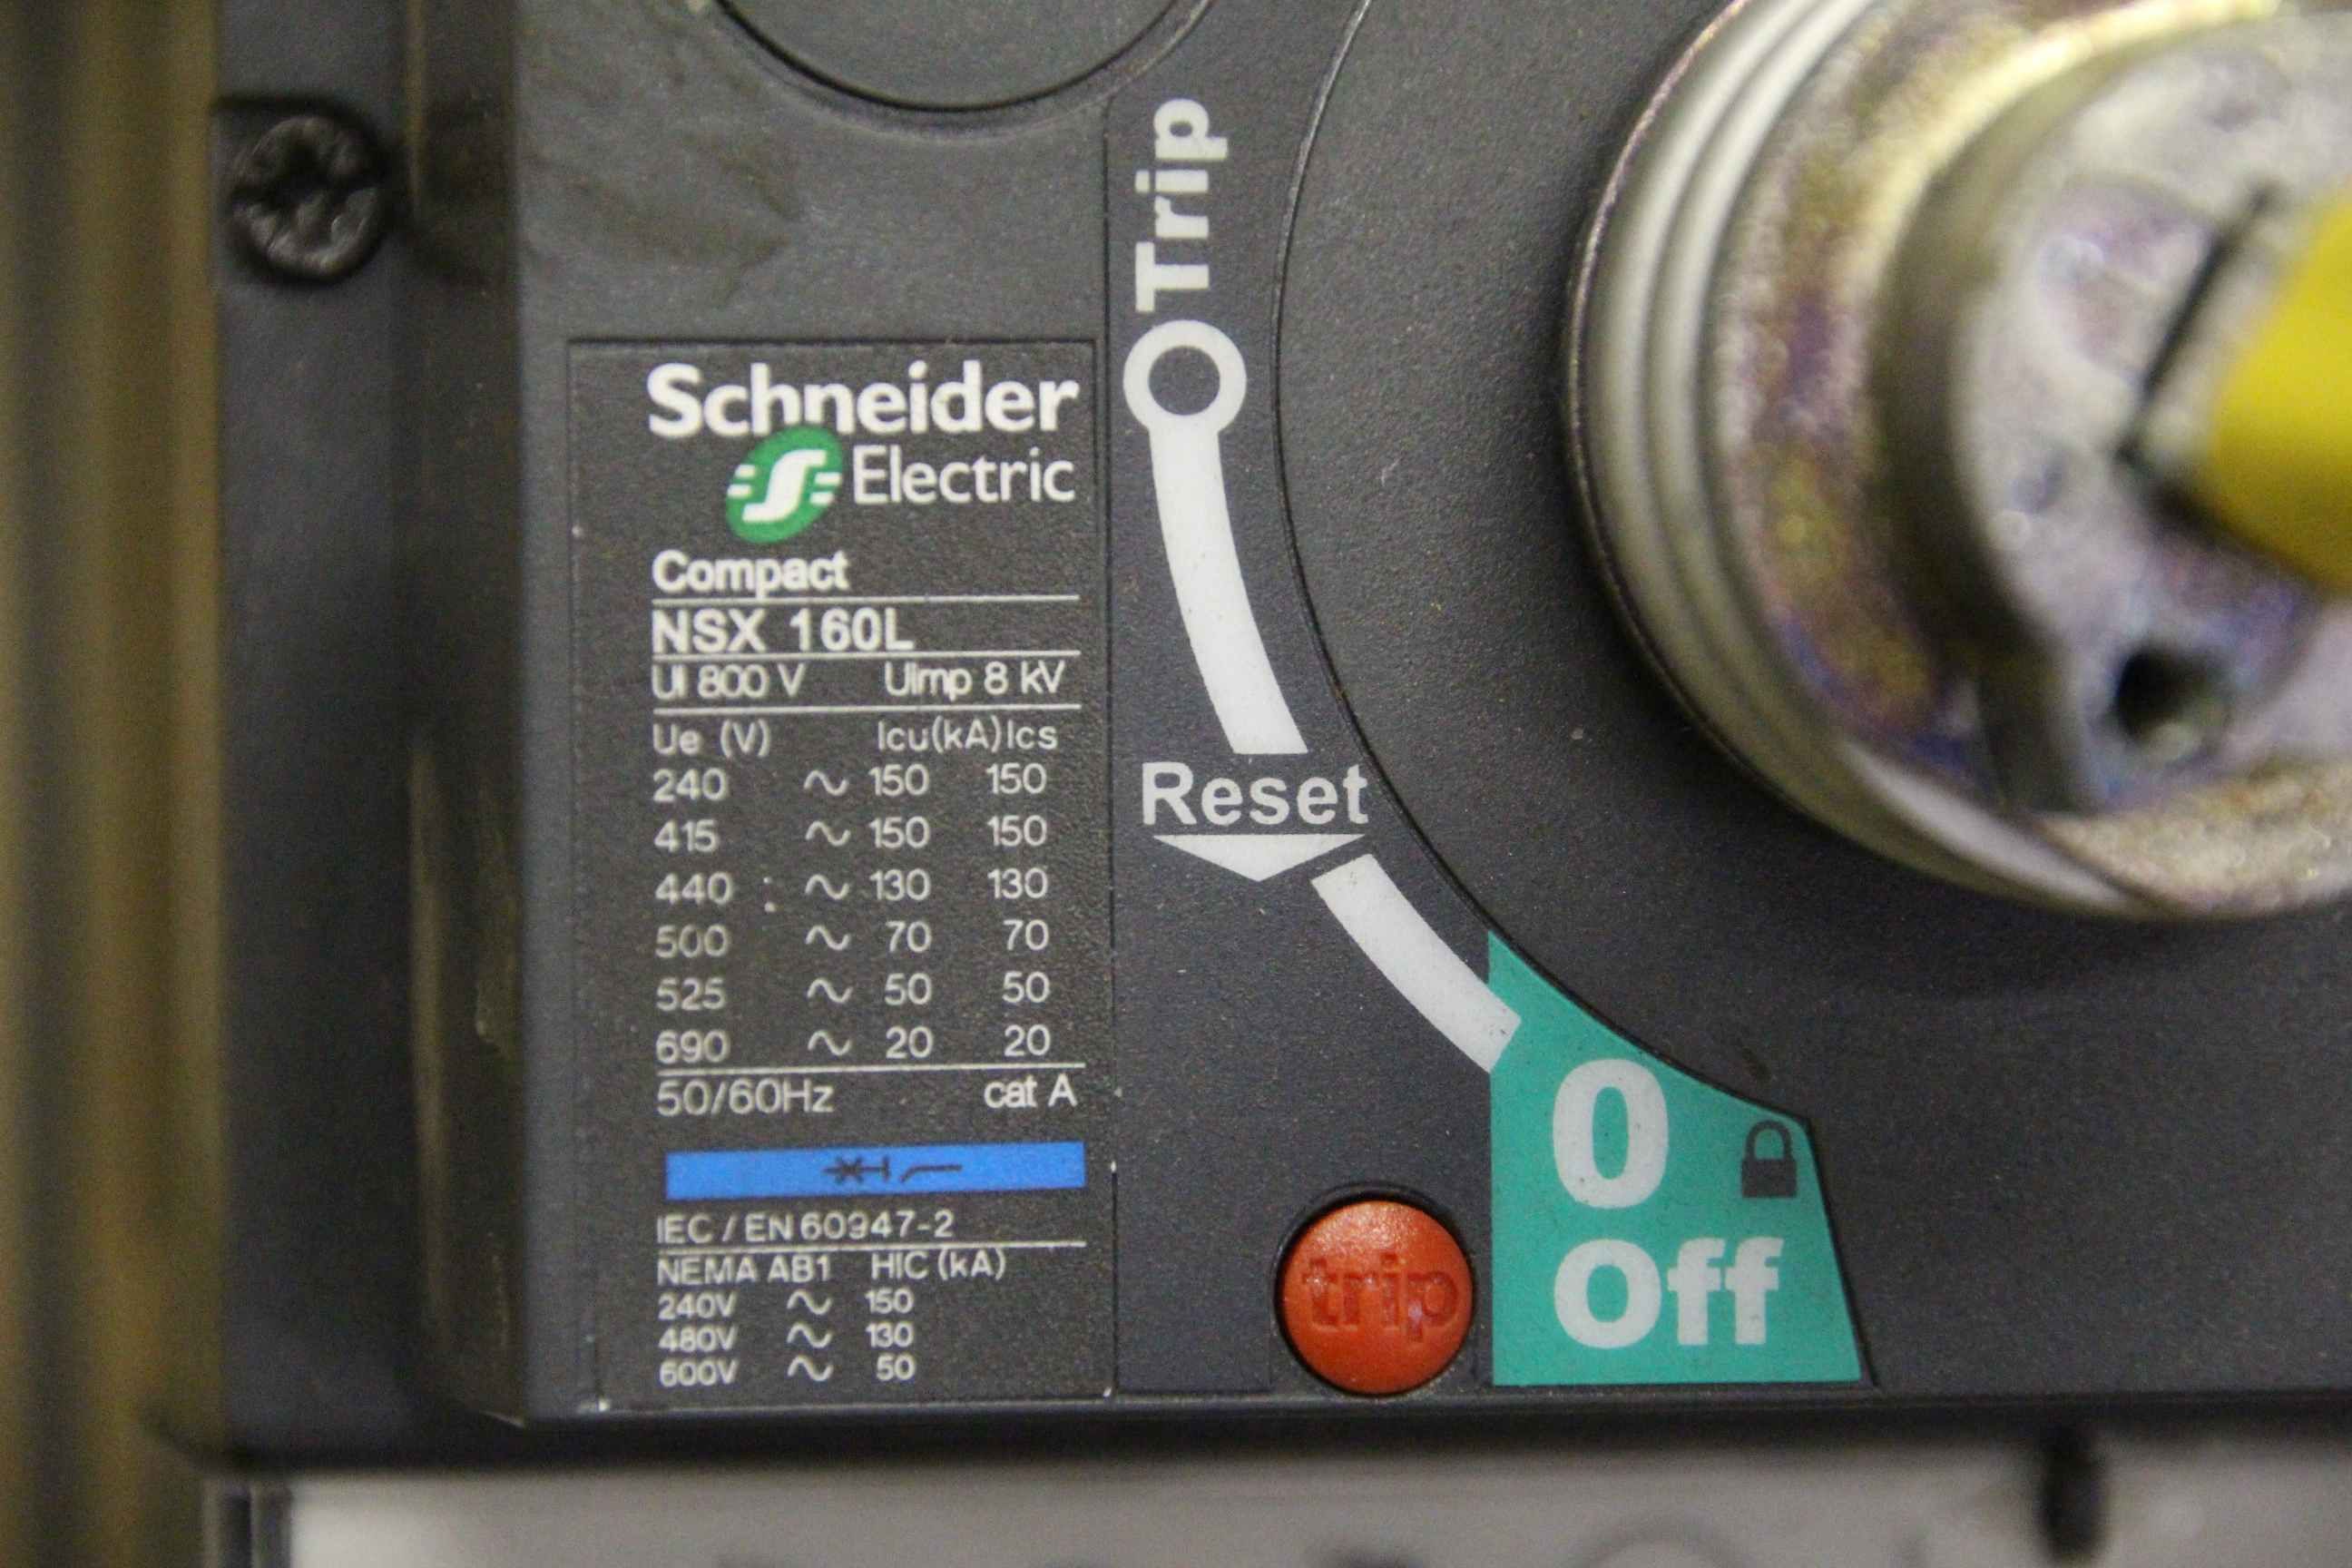 Schneider
Electric
Compact
NSX 160L
Ui 800 V Uimp 8 kV
Ue (V) Icu(kA)Ics
240 ~ 150 150
415 ~ 150 150
440 ~ 130 130
500 ~ 70 70
525 ~ 50 50
690 ~ 20 20
50/60Hz cat A
IEC / EN 60947-2
NEMA AB1 HIC (kA)
240V ~ 150
480V ~ 130
600V ~ 50
Trip
Reset
0
Off
trip